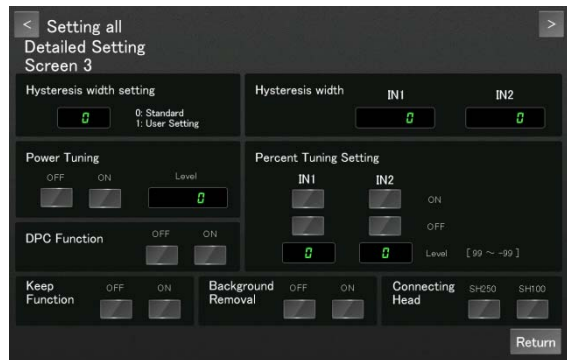 < Setting all >
Detailed Setting
Screen 3
Hysteresis width setting
0
0: Standard
1: User Setting
Hysteresis width IN1 IN2
0 0
Power Tuning
OFF ON Level
0
Percent Tuning Setting
IN1 IN2
ON
OFF
0 0 Level [ 99 ～ -99 ]
DPC Function OFF ON
Keep
Function OFF ON
Background
Removal OFF ON
Connecting
Head SH250 SH100
Return